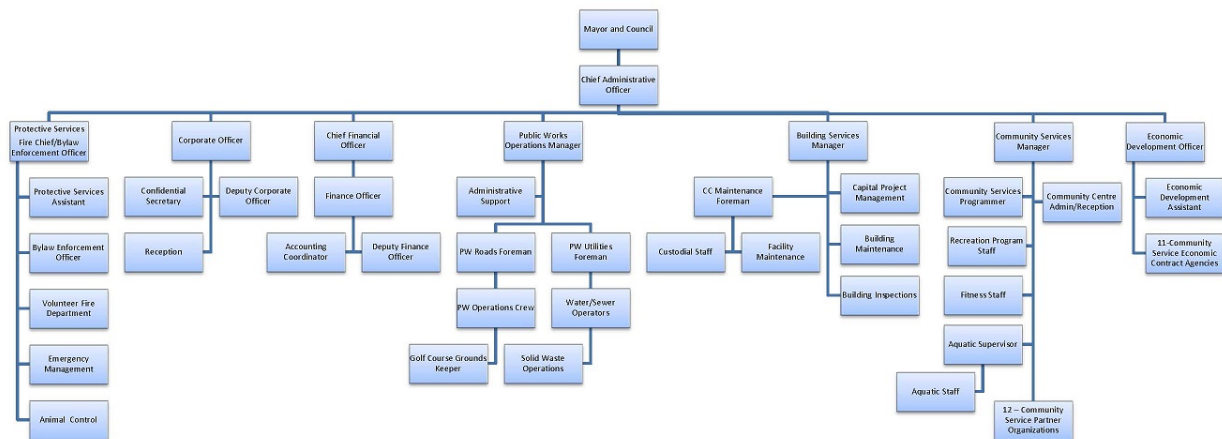 Mayor and Council
Chief Administrative
Officer
Protective Services
Fire Chief/Bylaw
Enforcement Officer
Corporate Officer
Chief Financial
Officer
Public Works
Operations Manager
Building Services
Manager
Community Services
Manager
Economic
Development Officer
Protective Services
Assistant
Bylaw Enforcement
Officer
Volunteer Fire
Department
Emergency
Management
Animal Control
Confidential
Secretary
Deputy Corporate
Officer
Reception
Finance Officer
Accounting
Coordinator
Deputy Finance
Officer
Administrative
Support
PW Roads Foreman
PW Utilities
Foreman
PW Operations Crew
Water/Sewer
Operators
Golf Course Grounds
Keeper
Solid Waste
Operations
CC Maintenance
Foreman
Capital Project
Management
Custodial Staff
Facility
Maintenance
Building
Maintenance
Building Inspections
Community Services
Programmer
Community Centre
Admin/Reception
Recreation Program
Staff
Fitness Staff
Aquatic Supervisor
Aquatic Staff
12 – Community
Service Partner
Organizations
Economic
Development
Assistant
11-Community
Service Economic
Contract Agencies